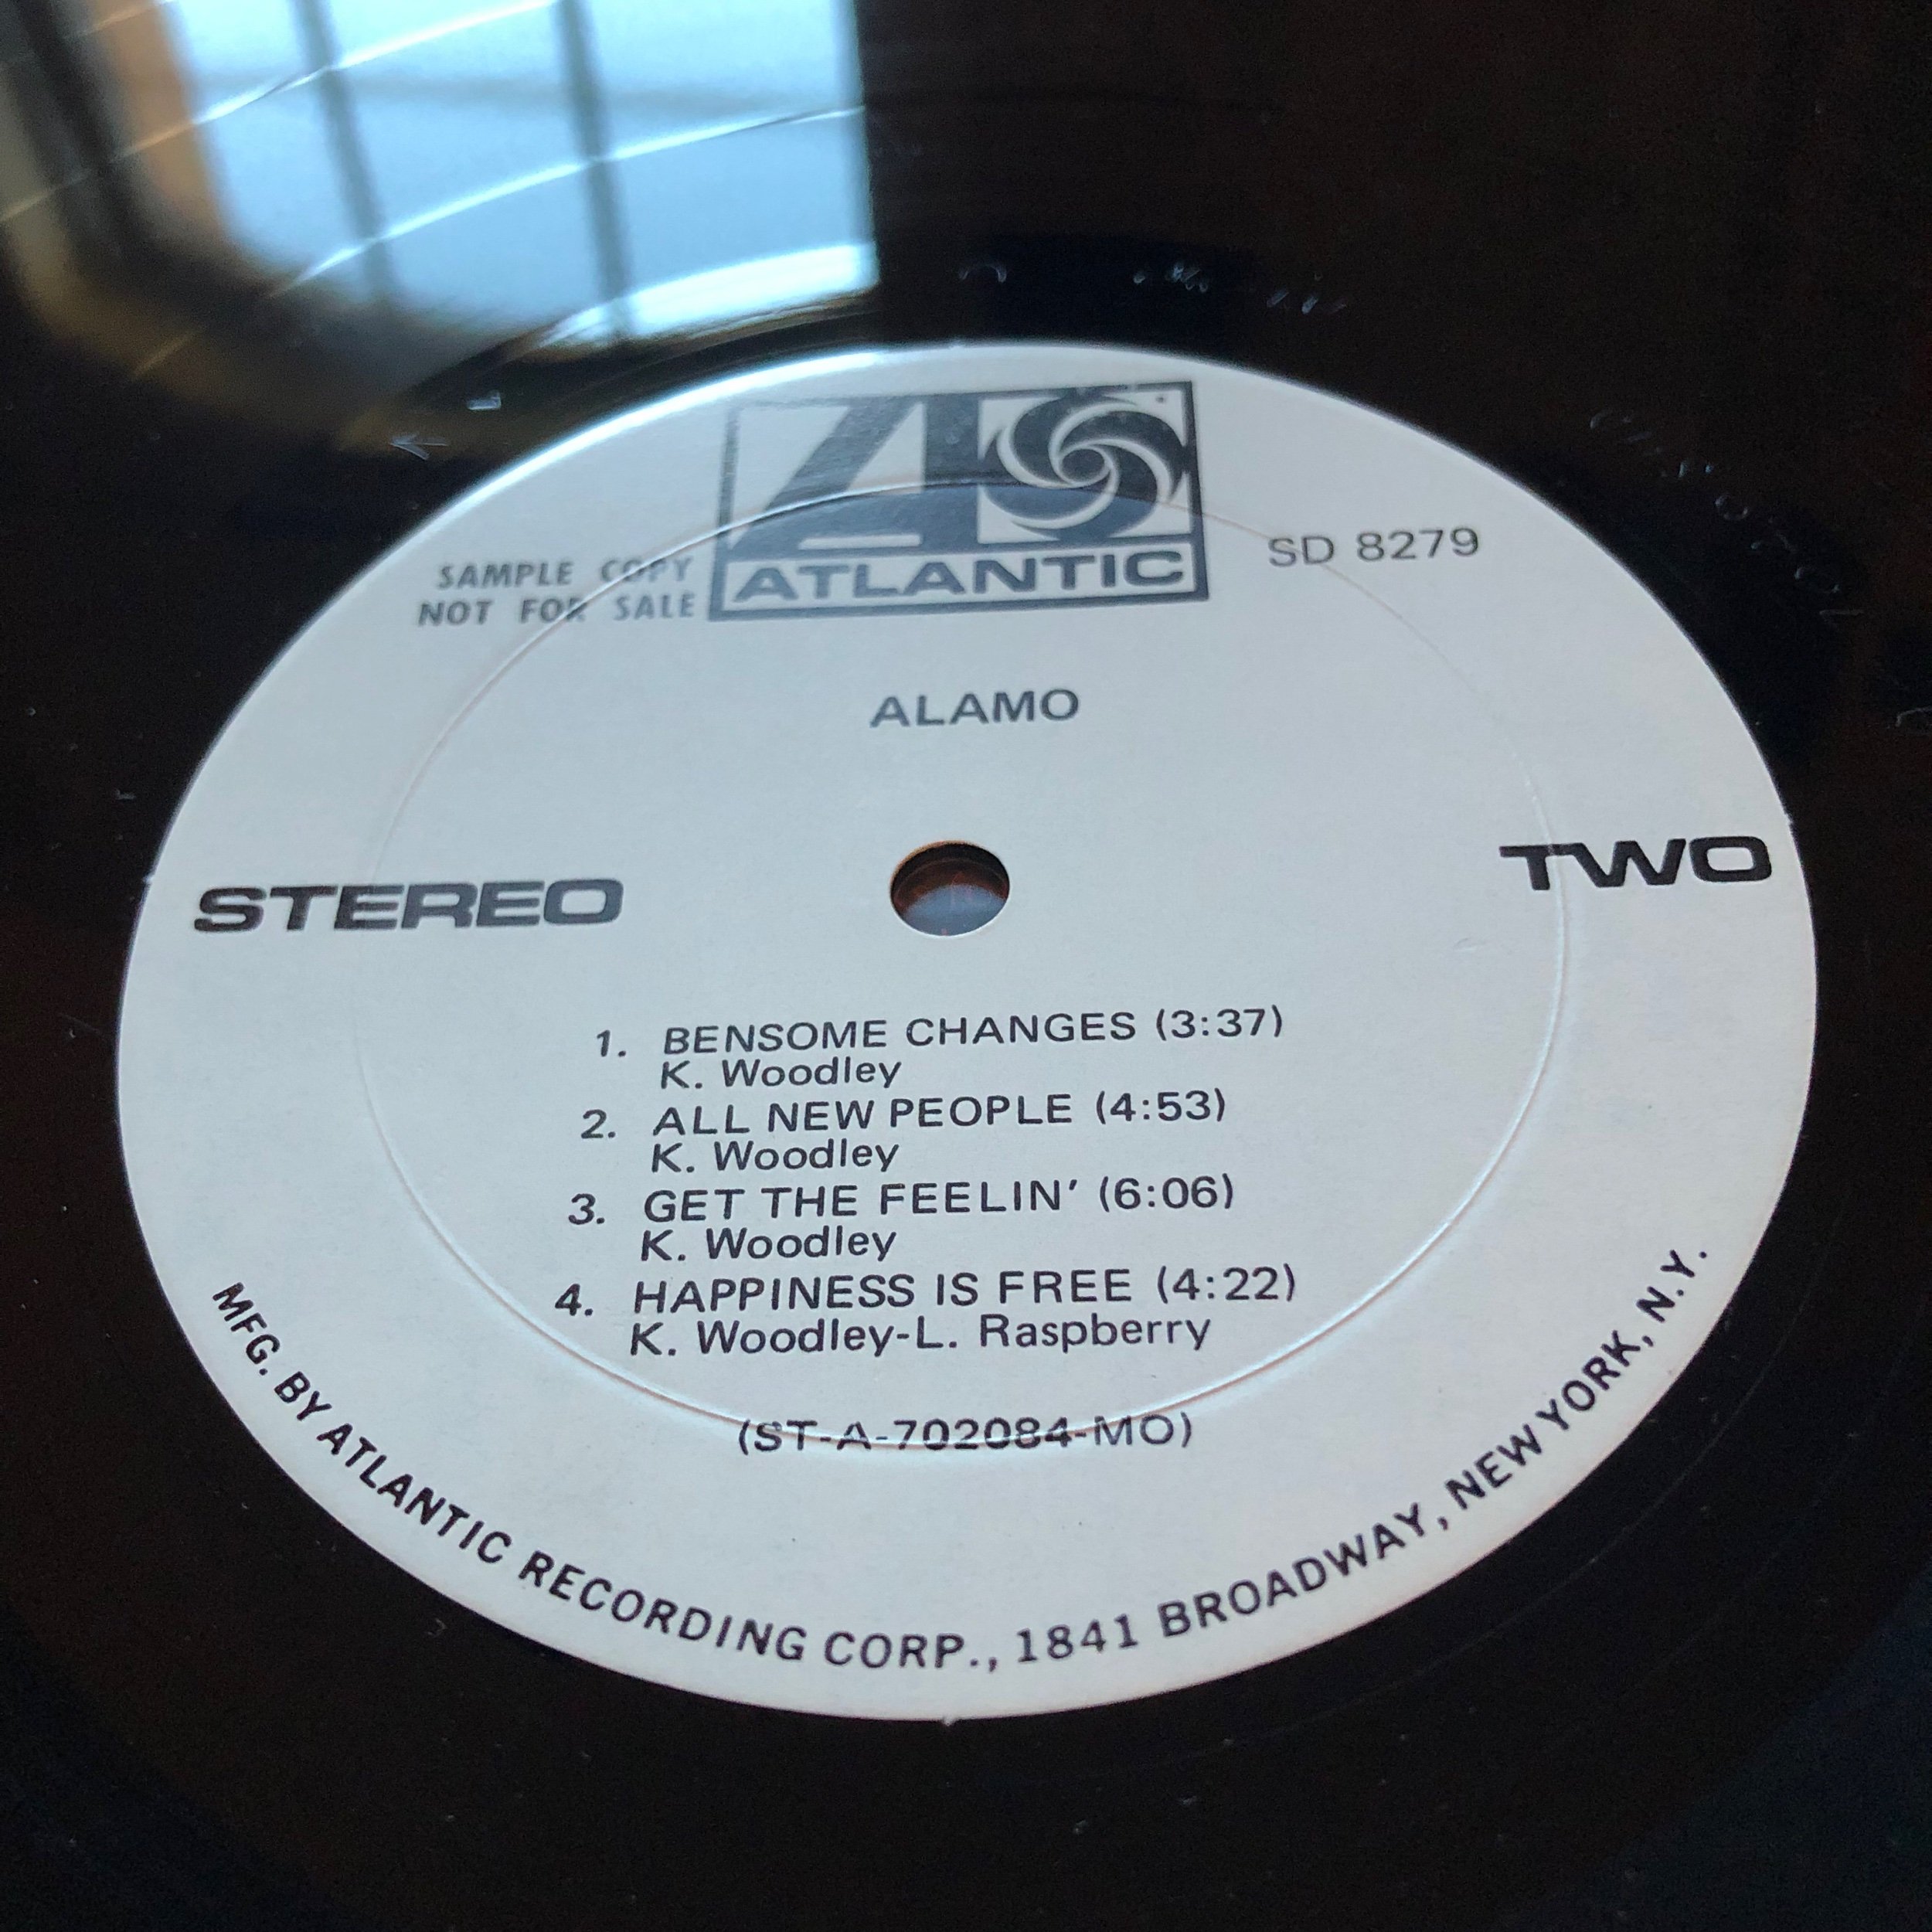 ATLANTIC
SAMPLE COPY
NOT FOR SALE
SD 8279
ALAMO
STEREO
TWO
1. BENSOME CHANGES (3:37)
K. Woodley
2. ALL NEW PEOPLE (4:53)
K. Woodley
3. GET THE FEELIN' (6:06)
K. Woodley
4. HAPPINESS IS FREE (4:22)
K. Woodley-L. Raspberry
(ST-A-702084-MO)
MFG. BY ATLANTIC RECORDING CORP., 1841 BROADWAY, NEW YORK, N.Y.